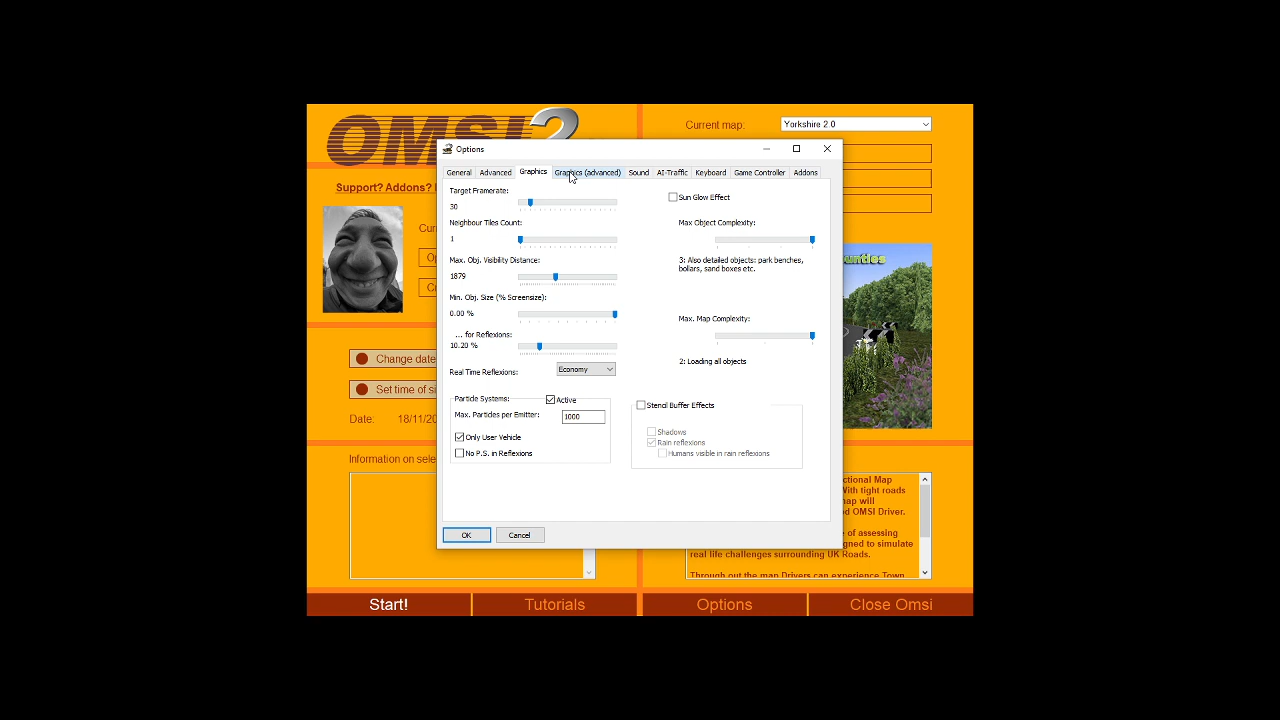 OMSI 2
Current map:
Yorkshire 2.0
Support? Addons?
Change date
Set time of si
Date:
18/11/20
Information on sele
unties
ctional Map
With tight roads
nap will
d OMSI Driver.
e of assessing
igned to simulate
real life challenges surrounding UK Roads.
Through out the map Drivers can experience Town
Options
General
Advanced
Graphics
Graphics (advanced)
Sound
AI-Traffic
Keyboard
Game Controller
Addons
Target Framerate:
30
Neighbour Tiles Count:
1
Max. Obj. Visibility Distance:
1879
Min. Obj. Size (% Screensize):
0.00 %
... for Reflexions:
10.20 %
Real Time Reflexions:
Economy
Particle Systems:
Active
Max. Particles per Emitter:
1000
Only User Vehicle
No P.S. in Reflexions
Sun Glow Effect
Max Object Complexity:
3: Also detailed objects: park benches,
bollars, sand boxes etc.
Max. Map Complexity:
2: Loading all objects
Stencil Buffer Effects
Shadows
Rain reflexions
Humans visible in rain reflexions
OK
Cancel
Start!
Tutorials
Options
Close Omsi